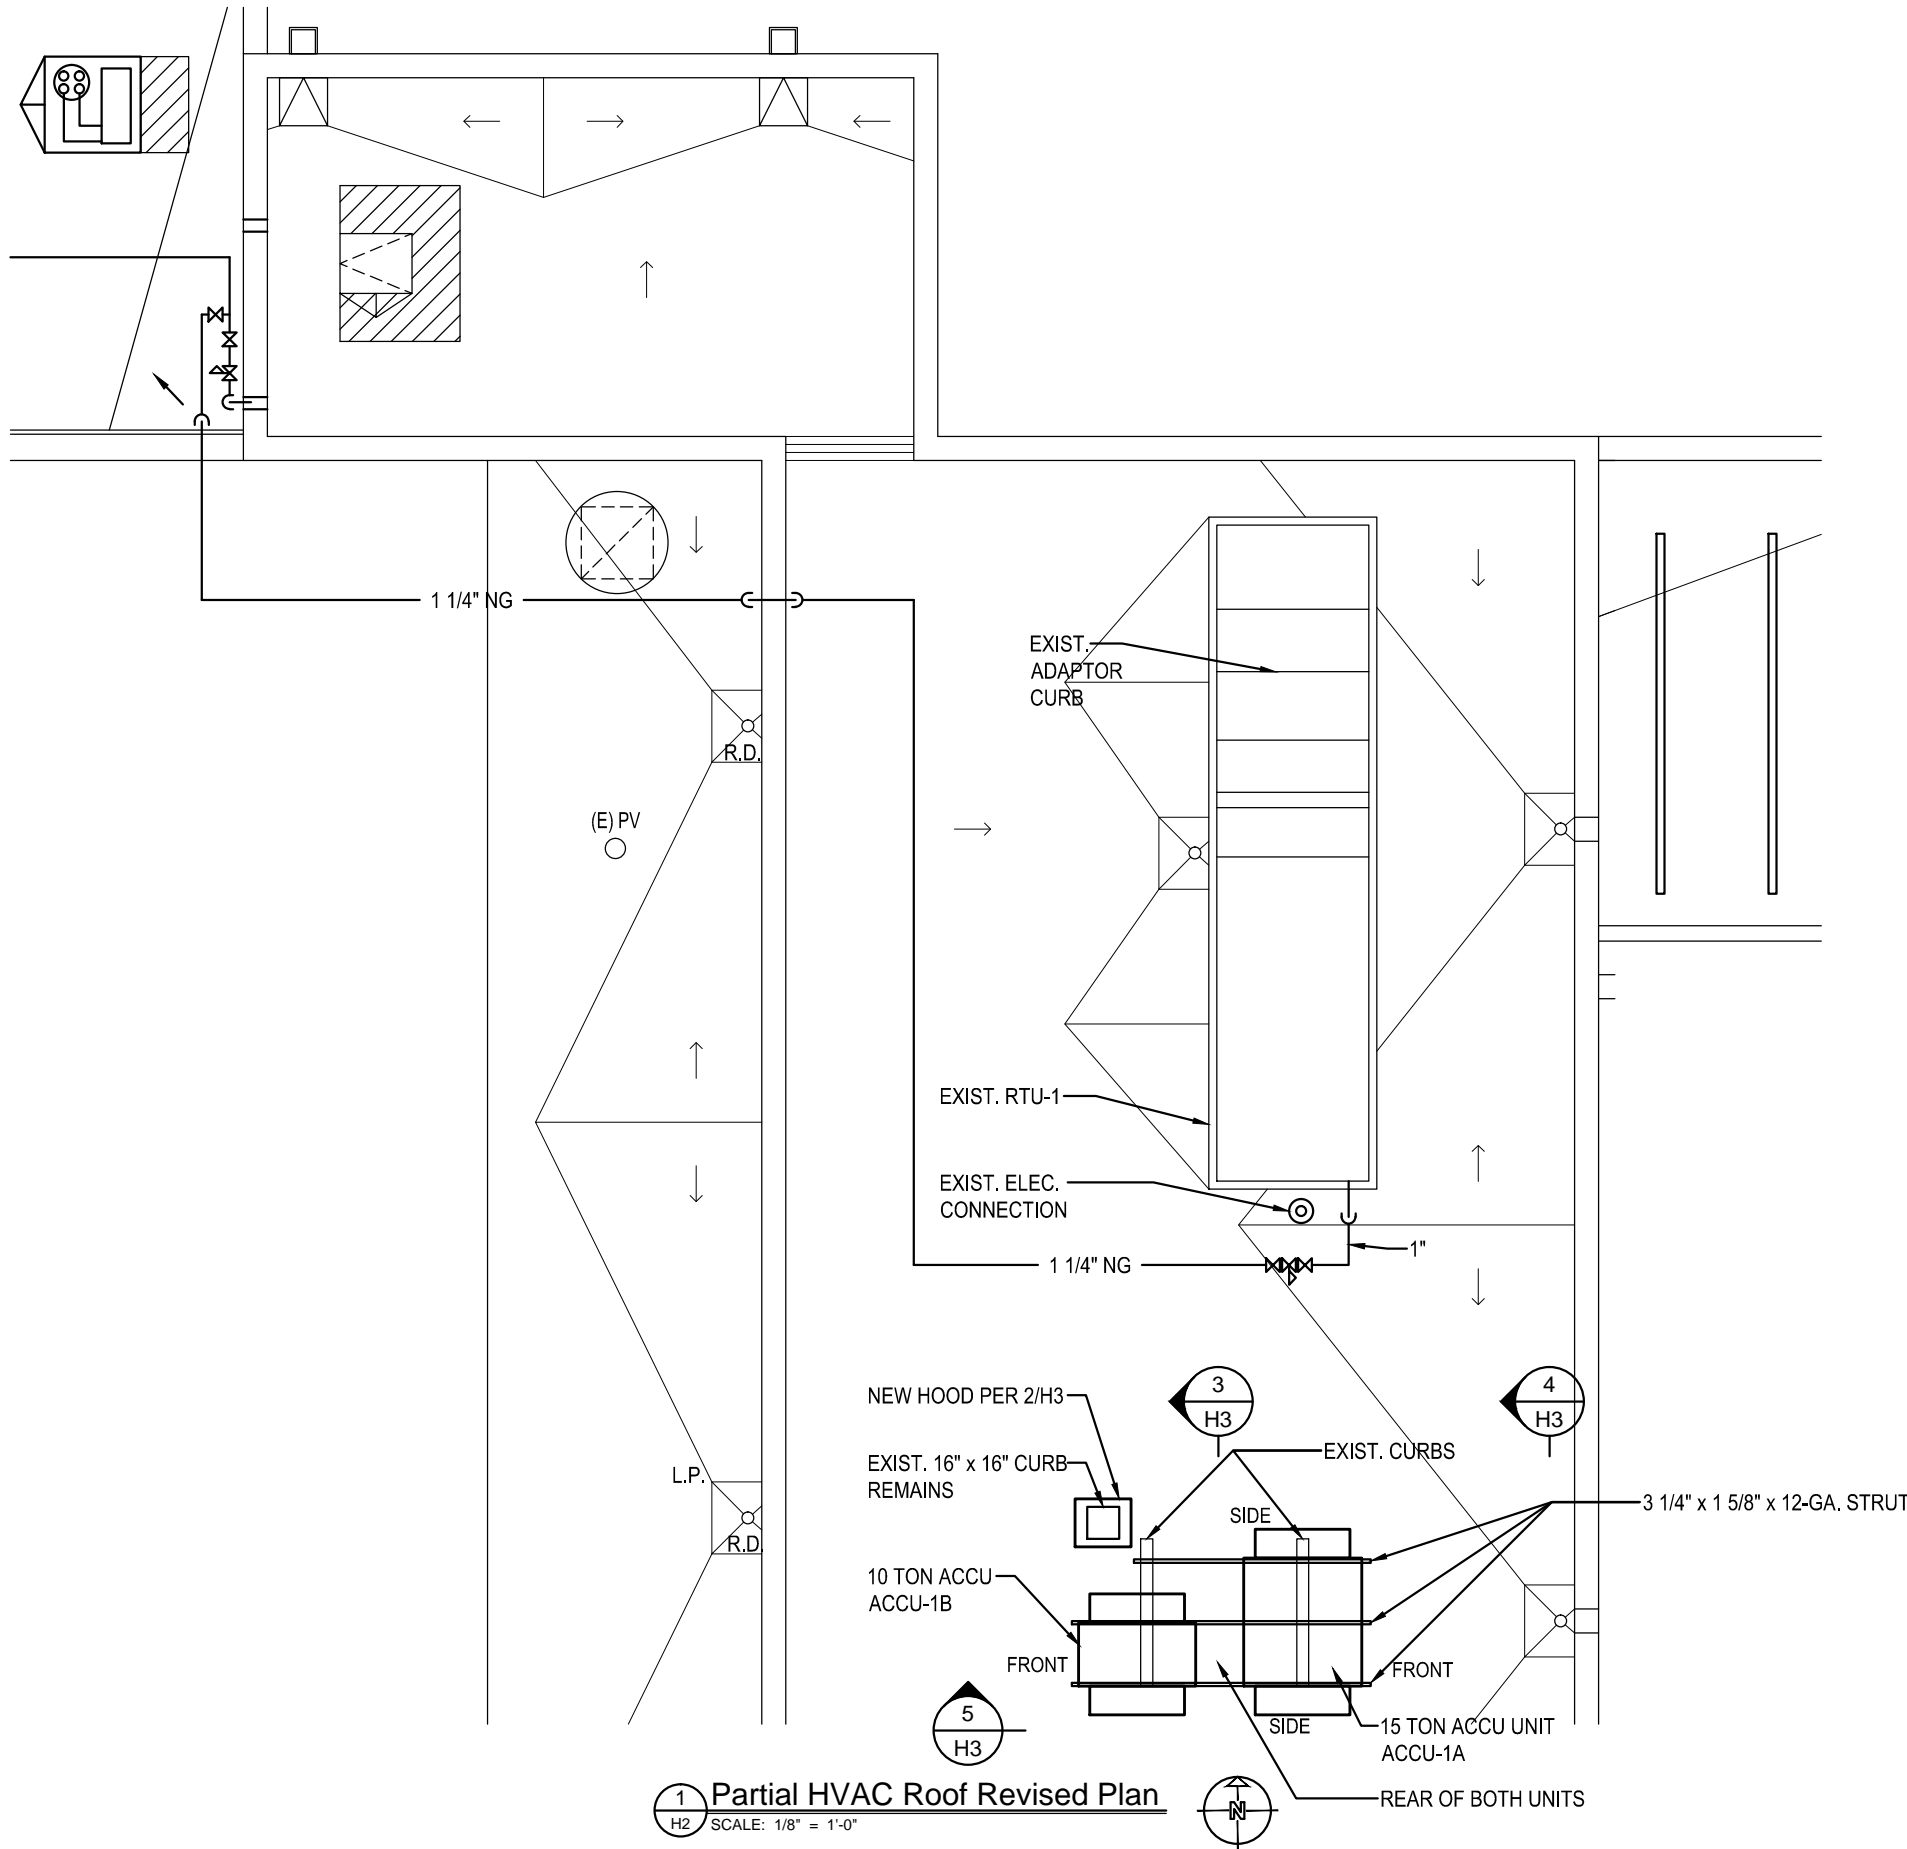 1 1/4" NG
EXIST.
ADAPTOR
CURB
R.D.
(E) PV
EXIST. RTU-1
EXIST. ELEC.
CONNECTION
1 1/4" NG
1"
3
H3
4
H3
NEW HOOD PER 2/H3
EXIST. CURBS
EXIST. 16" x 16" CURB
REMAINS
L.P.
R.D.
SIDE
3 1/4" x 1 5/8" x 12-GA. STRUT
10 TON ACCU
ACCU-1B
FRONT
FRONT
5
H3
SIDE
15 TON ACCU UNIT
ACCU-1A
REAR OF BOTH UNITS
1
H2
Partial HVAC Roof Revised Plan
SCALE: 1/8" = 1'-0"
N